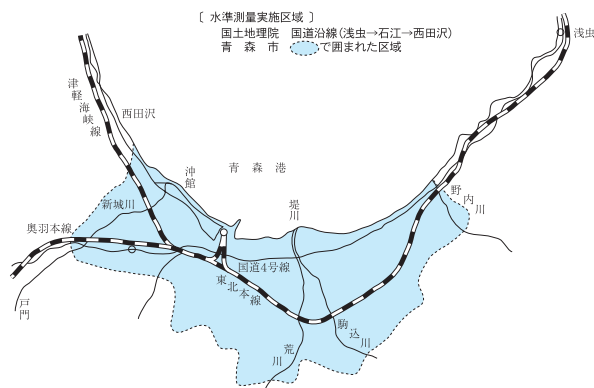 〔 水準測量実施区域 〕
国土地理院　国道沿線（浅虫→石江→西田沢）
青　森　市　で囲まれた区域
浅虫
津軽海峡線
西田沢
沖館
青　森　港
堤川
野内川
新城川
奥羽本線
国道4号線
東北本線
戸門
駒込川
荒川